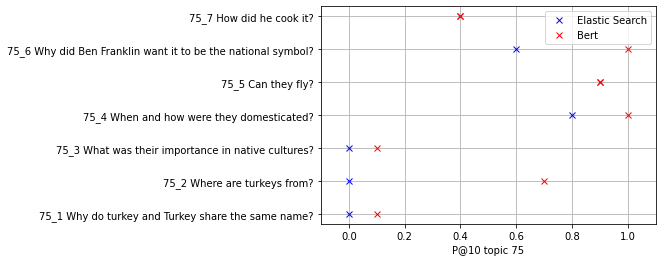 75_7 How did he cook it?
75_6 Why did Ben Franklin want it to be the national symbol?
75_5 Can they fly?
75_4 When and how were they domesticated?
75_3 What was their importance in native cultures?
75_2 Where are turkeys from?
75_1 Why do turkey and Turkey share the same name?
Elastic Search
Bert
0.0 0.2 0.4 0.6 0.8 1.0
P@10 topic 75